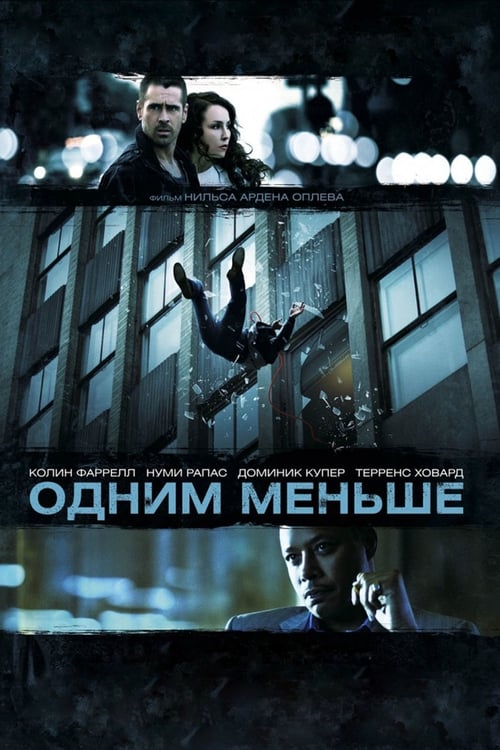 ФИЛЬМ НИЛЬСА АРДЕНА ОПЛЕВА
КОЛИН ФАРРЕЛЛ НУМИ РАПАС ДОМИНИК КУПЕР ТЕРРЕНС ХОВАРД
ОДНИМ МЕНЬШЕ